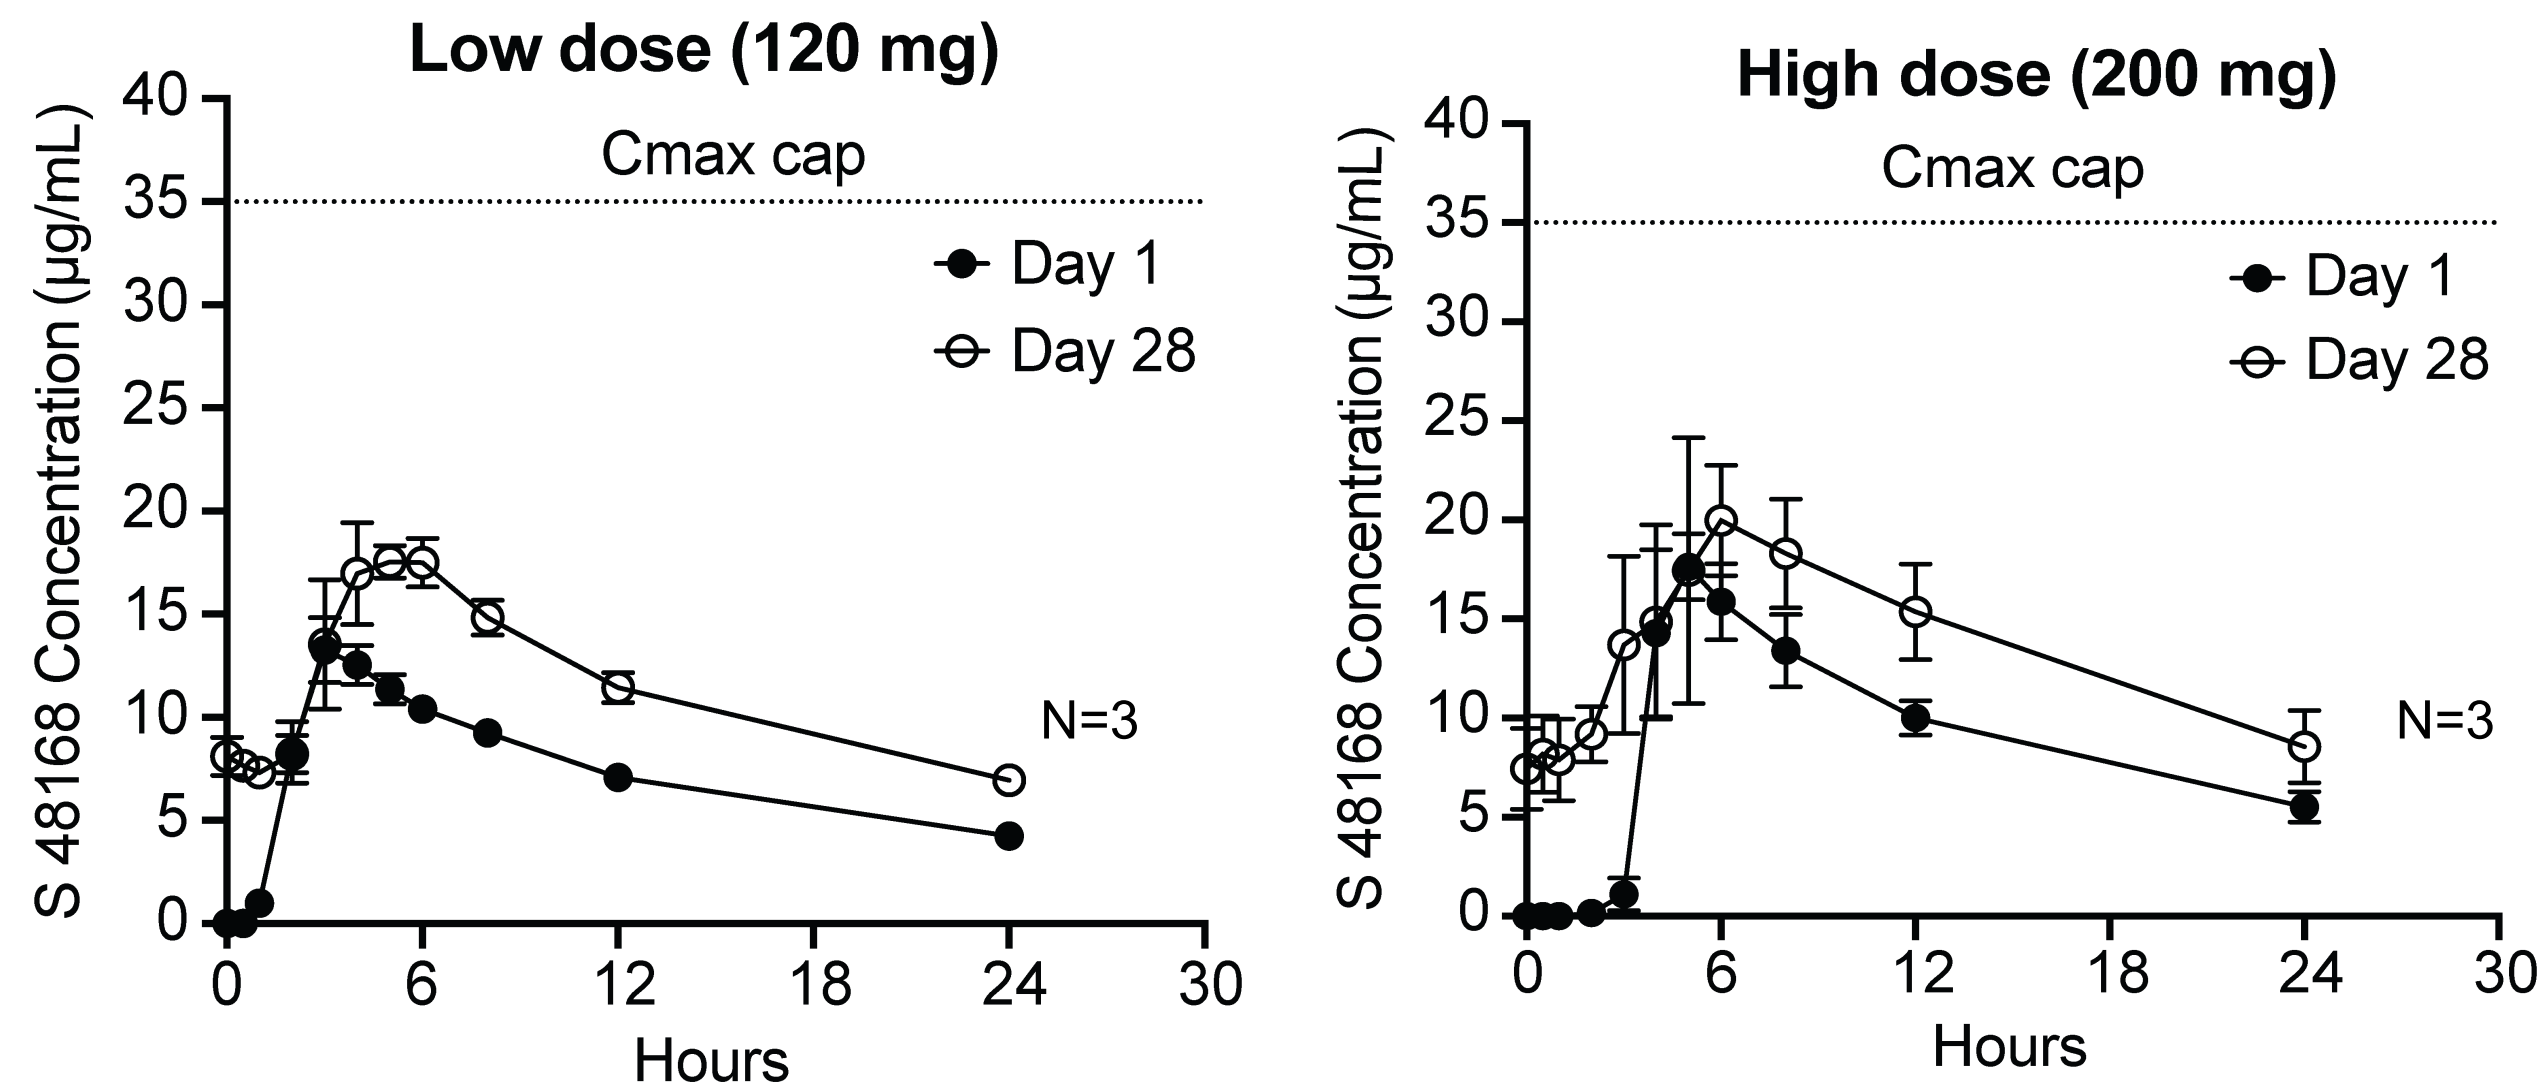 Low dose (120 mg)
S 48168 Concentration (µg/mL)
40
35
30
25
20
15
10
5
0
Cmax cap
Day 1
Day 28
N=3
0 6 12 18 24 30
Hours
High dose (200 mg)
S 48168 Concentration (µg/mL)
40
35
30
25
20
15
10
5
0
Cmax cap
Day 1
Day 28
N=3
0 6 12 18 24 30
Hours